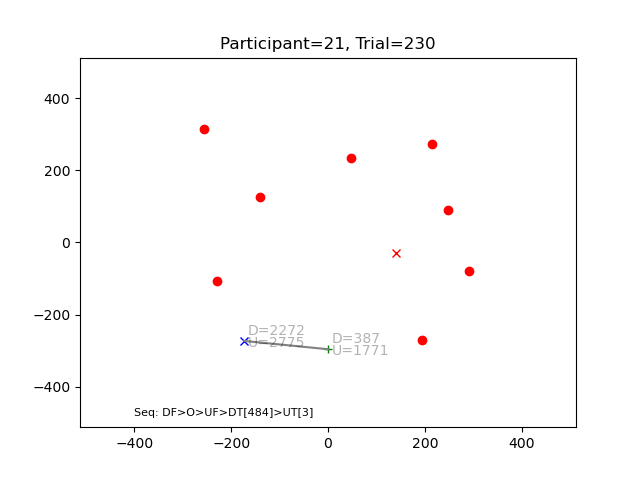 Participant=21, Trial=230
400
200
0
−200
−400
D=2272
U=2775
D=387
U=1771
Seq: DF>O>UF>DT[484]>UT[3]
−400
−200
0
200
400